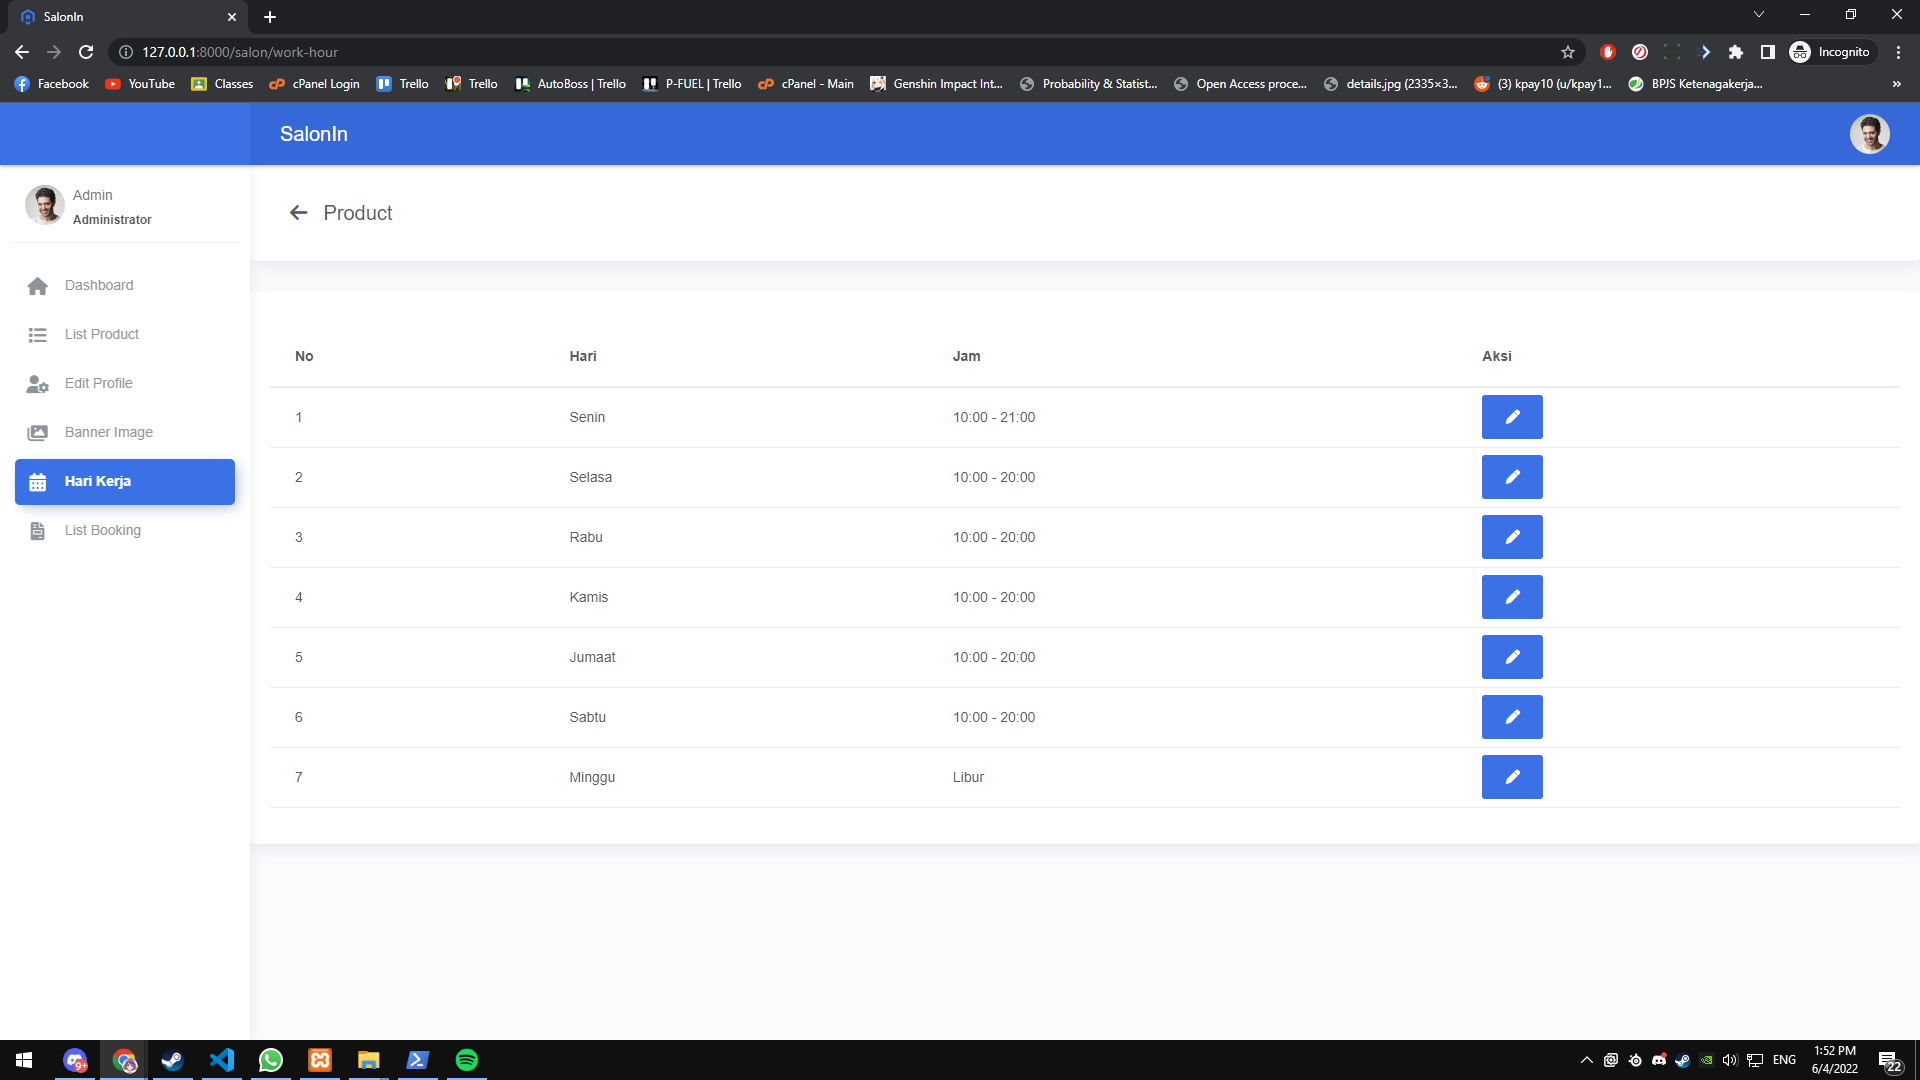 SalonIn
127.0.0.1:8000/salon/work-hour
Incognito
Facebook YouTube Classes cPanel Login Trello Trello AutoBoss | Trello P-FUEL | Trello cPanel - Main Genshin Impact Int... Probability & Statist... Open Access proce... details.jpg (2335×3... (3) kpay10 (u/kpay1... BPJS Ketenagakerja... »
SalonIn
Admin
Administrator
Product
Dashboard
List Product
Edit Profile
Banner Image
Hari Kerja
List Booking
No Hari Jam Aksi
1 Senin 10:00 - 21:00
2 Selasa 10:00 - 20:00
3 Rabu 10:00 - 20:00
4 Kamis 10:00 - 20:00
5 Jumaat 10:00 - 20:00
6 Sabtu 10:00 - 20:00
7 Minggu Libur
9+
ENG
1:52 PM
6/4/2022
22